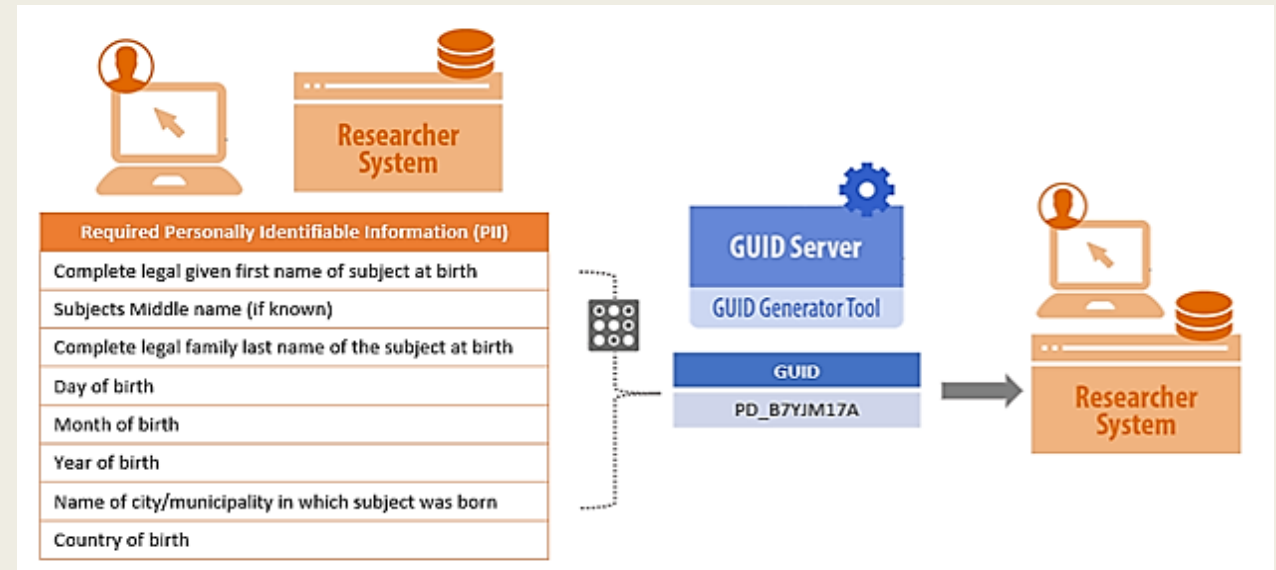 Researcher
System
Required Personally Identifiable Information (PII)
Complete legal given first name of subject at birth
Subjects Middle name (if known)
Complete legal family last name of the subject at birth
Day of birth
Month of birth
Year of birth
Name of city/municipality in which subject was born
Country of birth
GUID Server
GUID Generator Tool
GUID
PD_B7YJM17A
Researcher
System